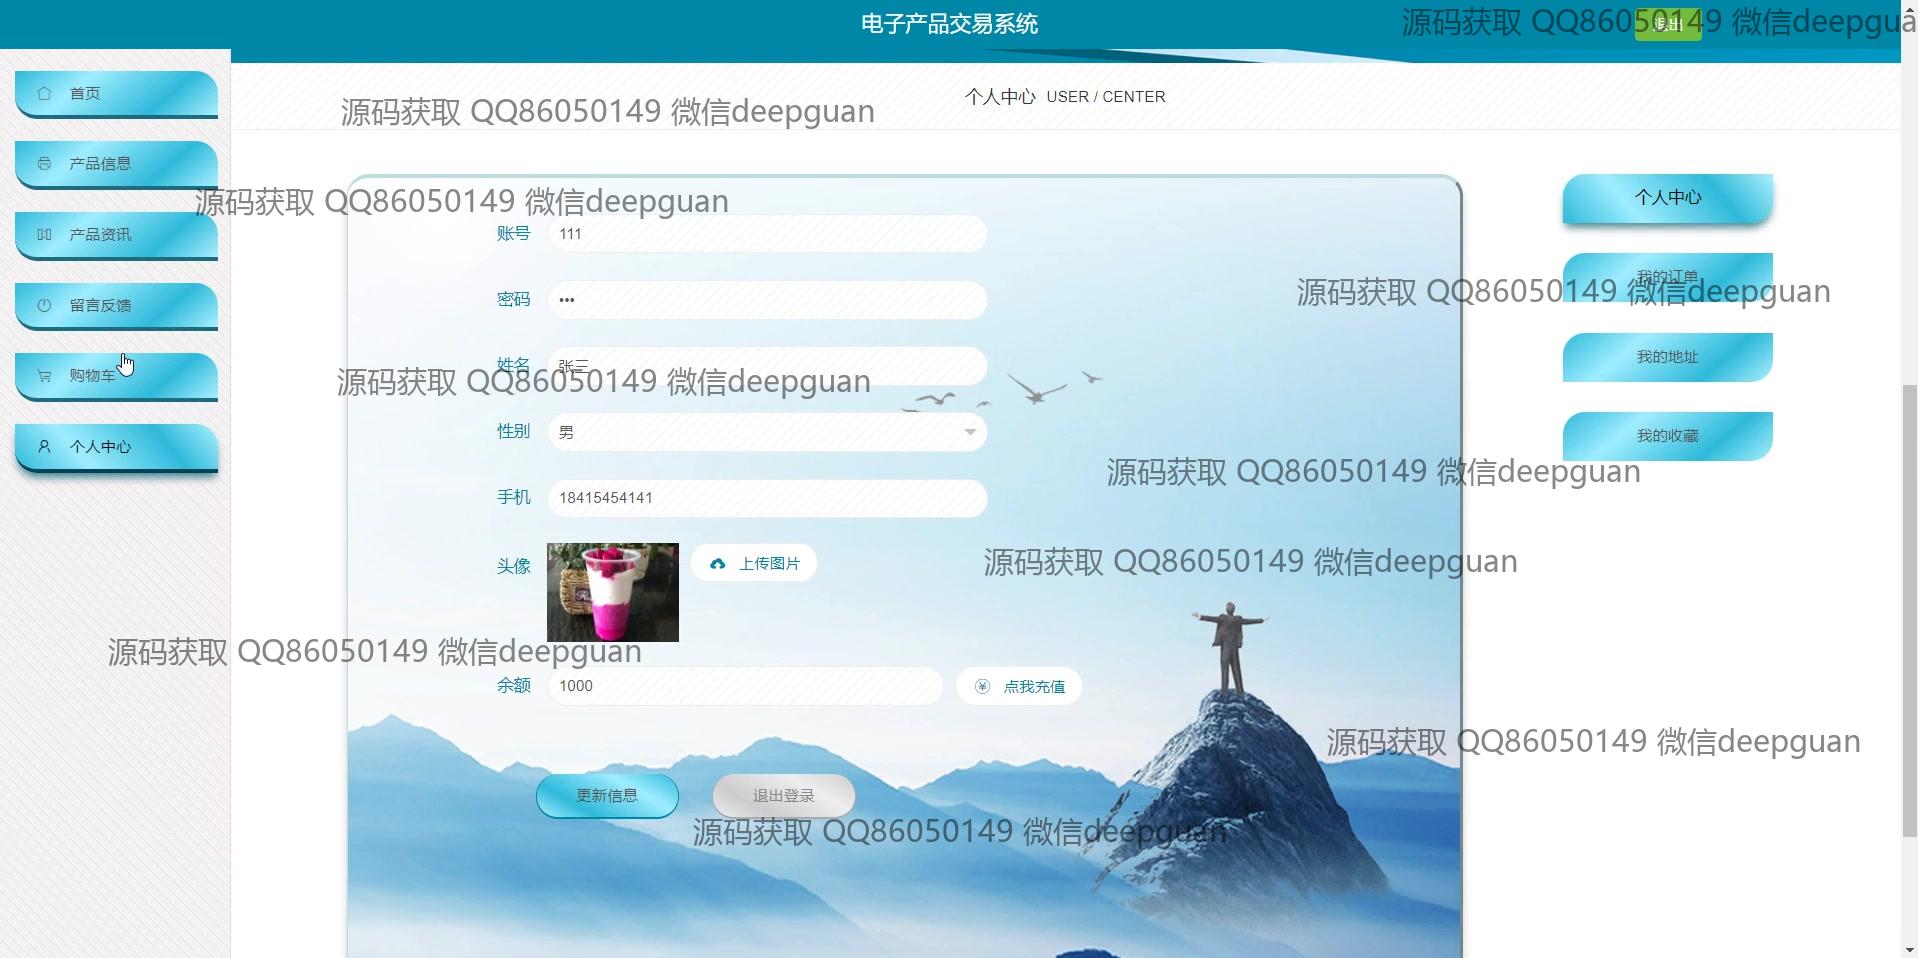 电子产品交易系统
源码获取 QQ86050149 微信deepgua
退出
首页
个人中心 USER / CENTER
源码获取 QQ86050149 微信deepguan
产品信息
源码获取 QQ86050149 微信deepguan
个人中心
产品资讯
账号 111
源码获取 QQ86050149 微信deepguan
我的订单
留言反馈
密码 •••
我的地址
购物车
姓名 张三
源码获取 QQ86050149 微信deepguan
个人中心
性别 男
我的收藏
源码获取 QQ86050149 微信deepguan
手机 18415454141
头像
上传图片
源码获取 QQ86050149 微信deepguan
源码获取 QQ86050149 微信deepguan
余额 1000
点我充值
源码获取 QQ86050149 微信deepguan
更新信息
退出登录
源码获取 QQ86050149 微信deepguan